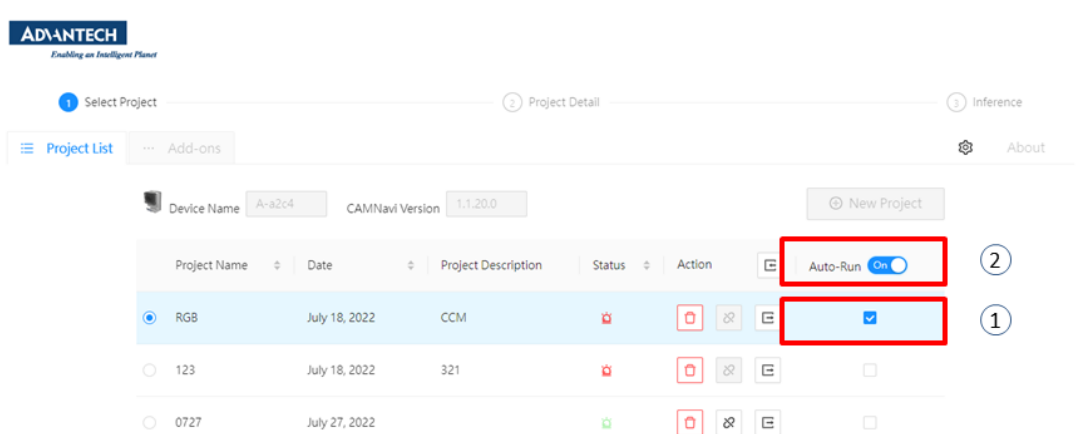 ADVANTECH
Enabling an Intelligent Planet
1 Select Project 2 Project Detail 3 Inference
Project List ··· Add-ons About
Device Name A-a2c4 CAMNavi Version 1.1.20.0 New Project
Project Name Date Project Description Status Action Auto-Run On 2
RGB July 18, 2022 CCM 1
123 July 18, 2022 321
0727 July 27, 2022